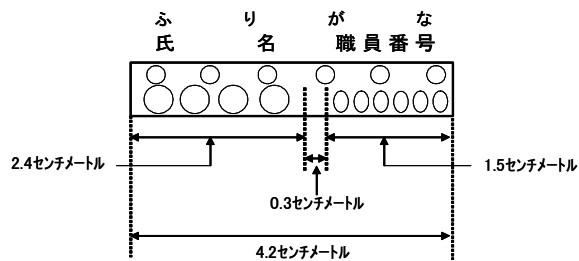 ふりがな
氏名 職員番号
2.4センチメートル 1.5センチメートル
0.3センチメートル
4.2センチメートル